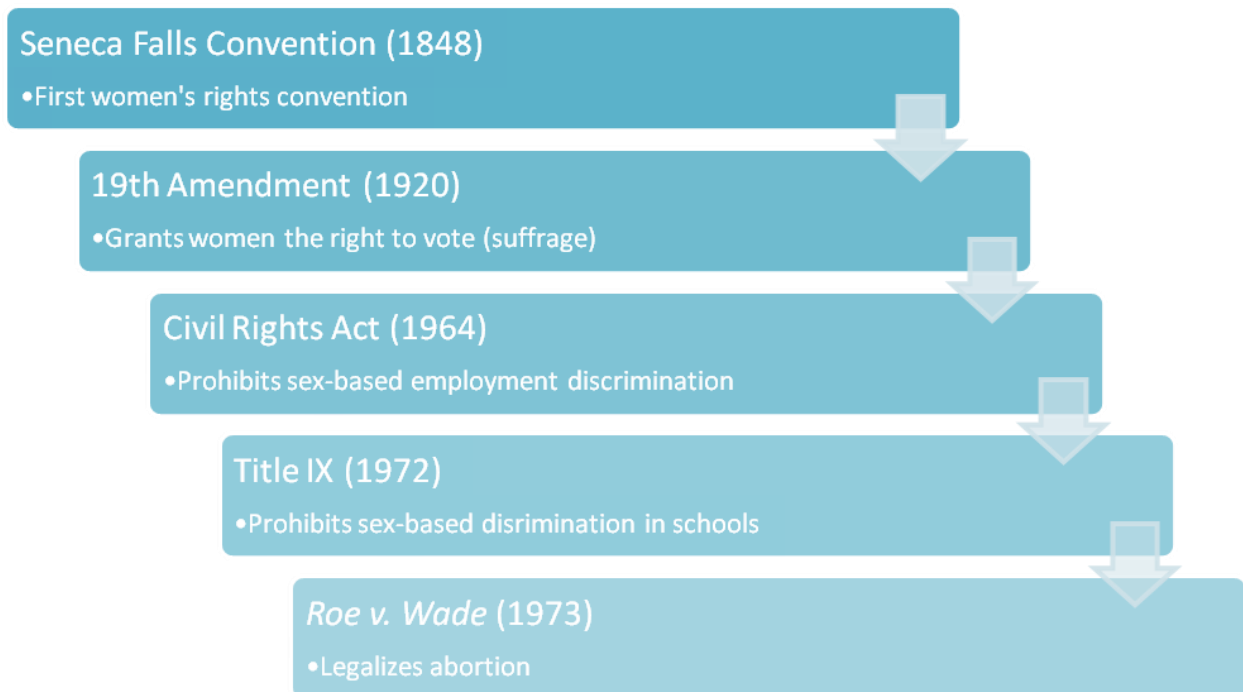 Seneca Falls Convention (1848)
•First women's rights convention
19th Amendment (1920)
•Grants women the right to vote (suffrage)
Civil Rights Act (1964)
•Prohibits sex-based employment discrimination
Title IX (1972)
•Prohibits sex-based disrimination in schools
Roe v. Wade (1973)
•Legalizes abortion